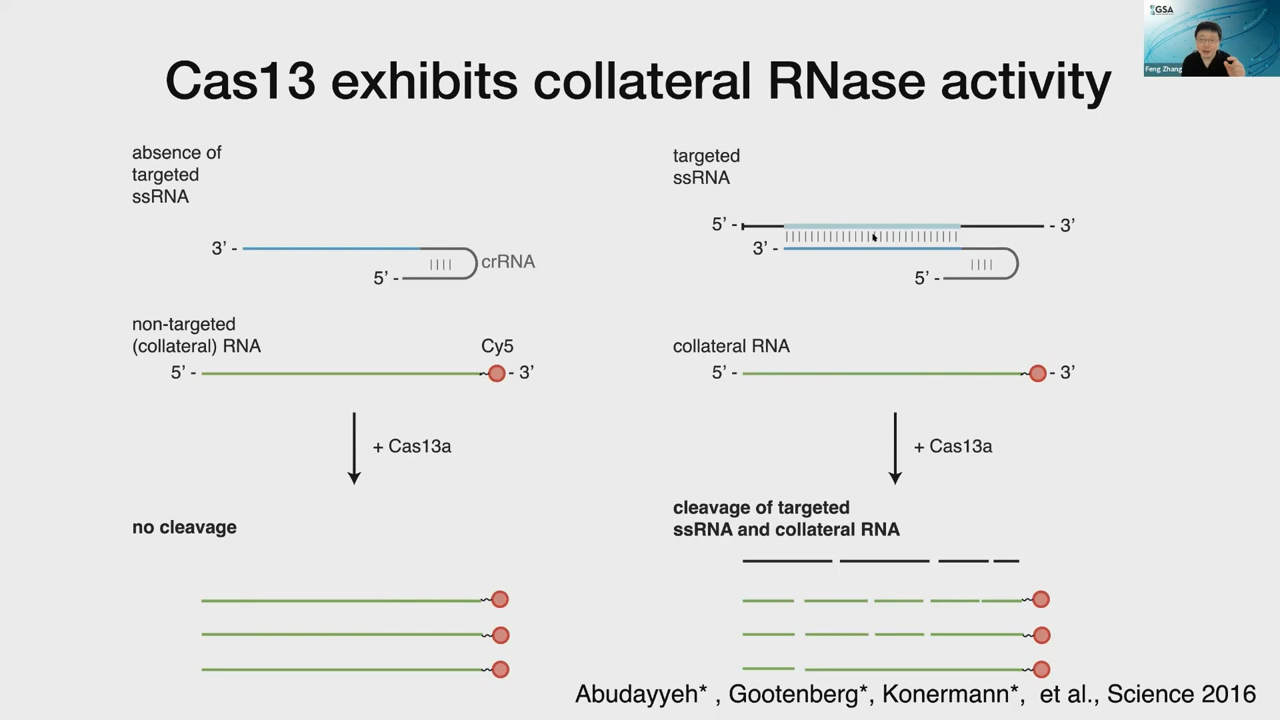 GSA
Feng Zhang
Cas13 exhibits collateral RNase activity
absence of
targeted
ssRNA
3’ -
crRNA
5’ -
non-targeted
(collateral) RNA
Cy5
5’ -
- 3’
+ Cas13a
no cleavage
targeted
ssRNA
5’ -
- 3’
3’ -
5’ -
collateral RNA
5’ -
- 3’
+ Cas13a
cleavage of targeted
ssRNA and collateral RNA
Abudayyeh* , Gootenberg*, Konermann*, et al., Science 2016